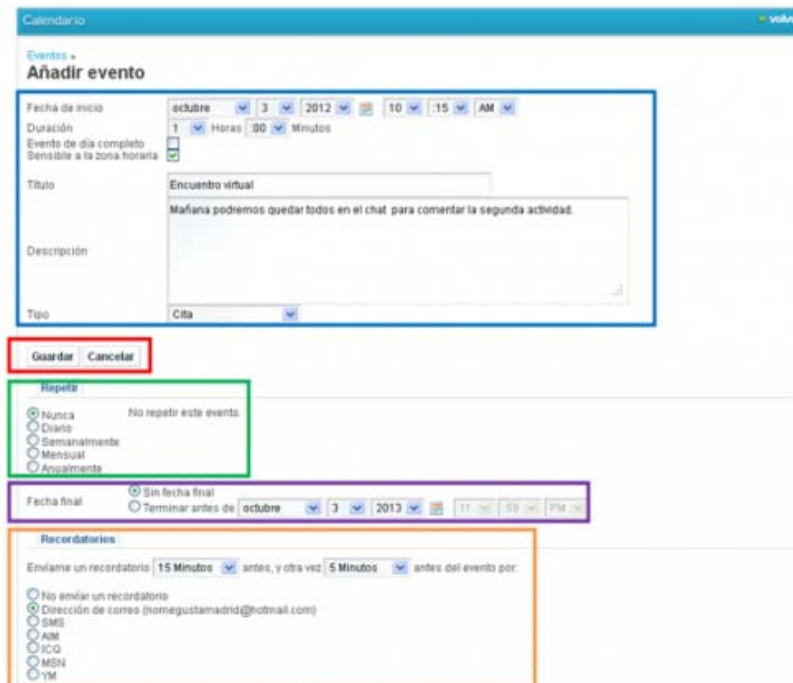 Calendario
Eventos »
Añadir evento
Fecha de inicio octubre 3 2012 10 :15 AM
Duración 1 Horas :00 Minutos
Evento de día completo
Sensible a la zona horaria
Título Encuentro virtual
Mañana podremos quedar todos en el chat para comentar la segunda actividad.
Descripción
Tipo Cita
Guardar Cancelar
Repetir
Nunca No repetir este evento.
Diario
Semanalmente
Mensual
Anualmente
Fecha final Sin fecha final
Terminar antes de octubre 3 2013 11 :59 PM
Recordatorios
Envíame un recordatorio 15 Minutos antes, y otra vez 5 Minutos antes del evento por:
No enviar un recordatorio
Dirección de correo (nomegustamadrid@hotmail.com)
SMS
AIM
ICQ
MSN
YM